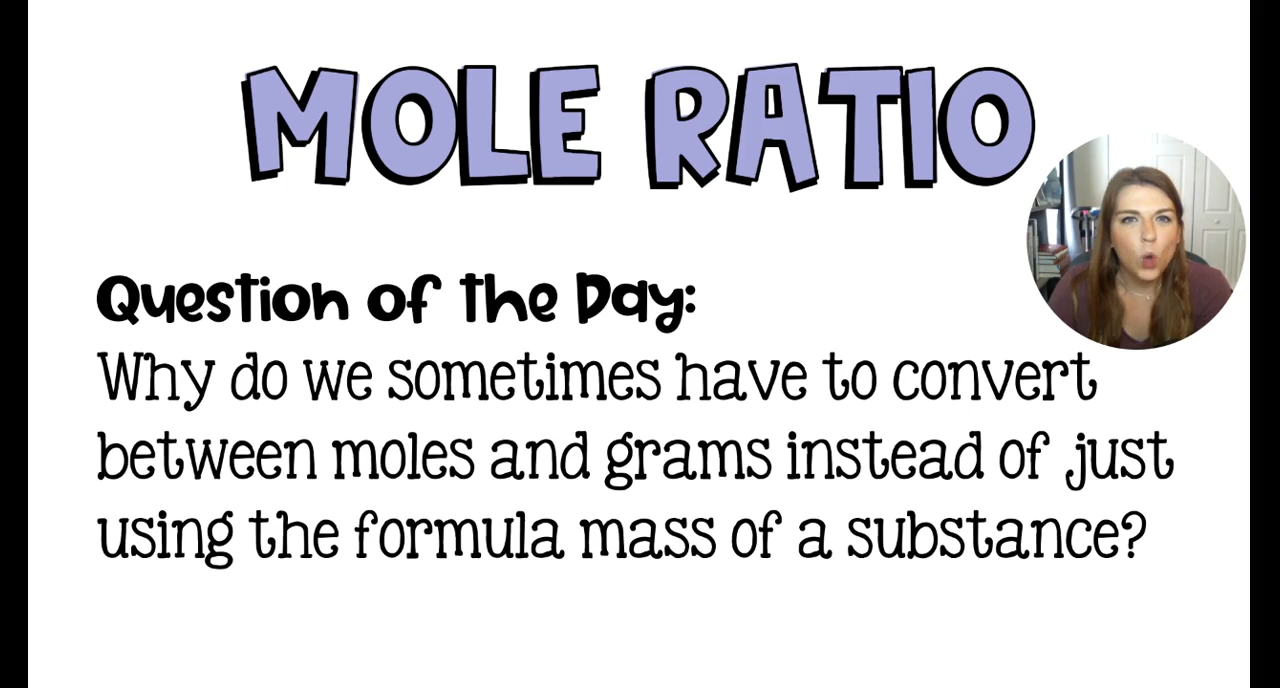 MOLE RATIO
Question of the Day:
Why do we sometimes have to convert
between moles and grams instead of just
using the formula mass of a substance?